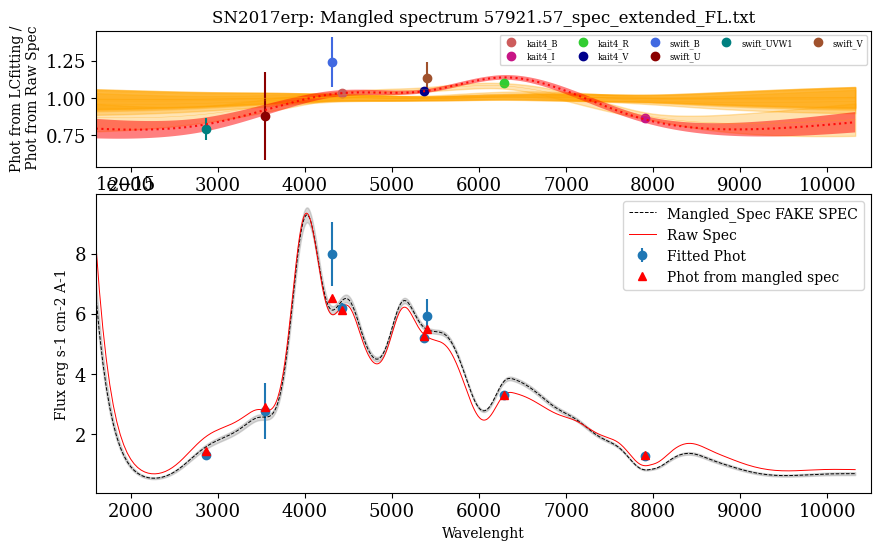 SN2017erp: Mangled spectrum 57921.57_spec_extended_FL.txt
Phot from LCfitting /
Phot from Raw Spec
1.25
1.00
0.75
kait4_B
kait4_R
swift_B
swift_UVW1
swift_V
kait4_I
kait4_V
swift_U
2000 3000 4000 5000 6000 7000 8000 9000 10000
1e−15
Flux erg s-1 cm-2 A-1
8
6
4
2
Mangled_Spec FAKE SPEC
Raw Spec
Fitted Phot
Phot from mangled spec
2000 3000 4000 5000 6000 7000 8000 9000 10000
Wavelenght